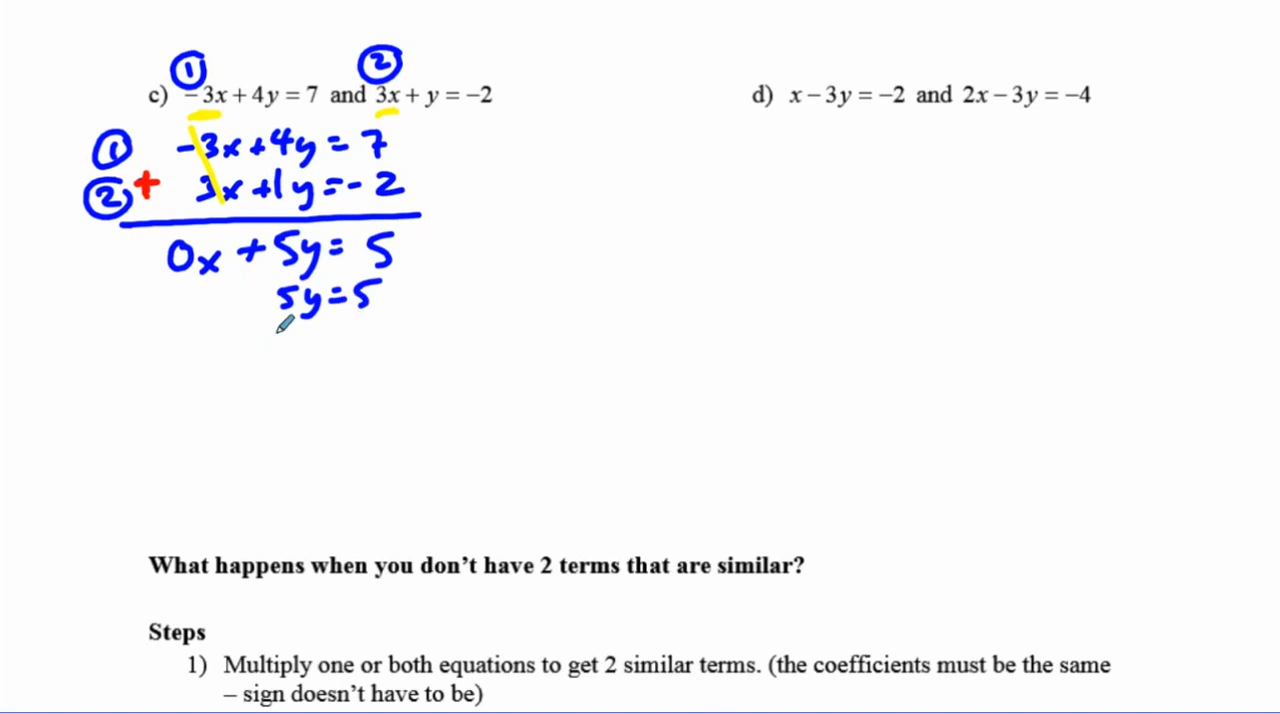 ① ②
c) −3x + 4y = 7 and 3x + y = −2
d) x − 3y = −2 and 2x − 3y = −4
① -3x + 4y = 7
② + 3x + 1y = -2
0x + 5y = 5
5y = 5
What happens when you don’t have 2 terms that are similar?
Steps
1) Multiply one or both equations to get 2 similar terms. (the coefficients must be the same
– sign doesn’t have to be)